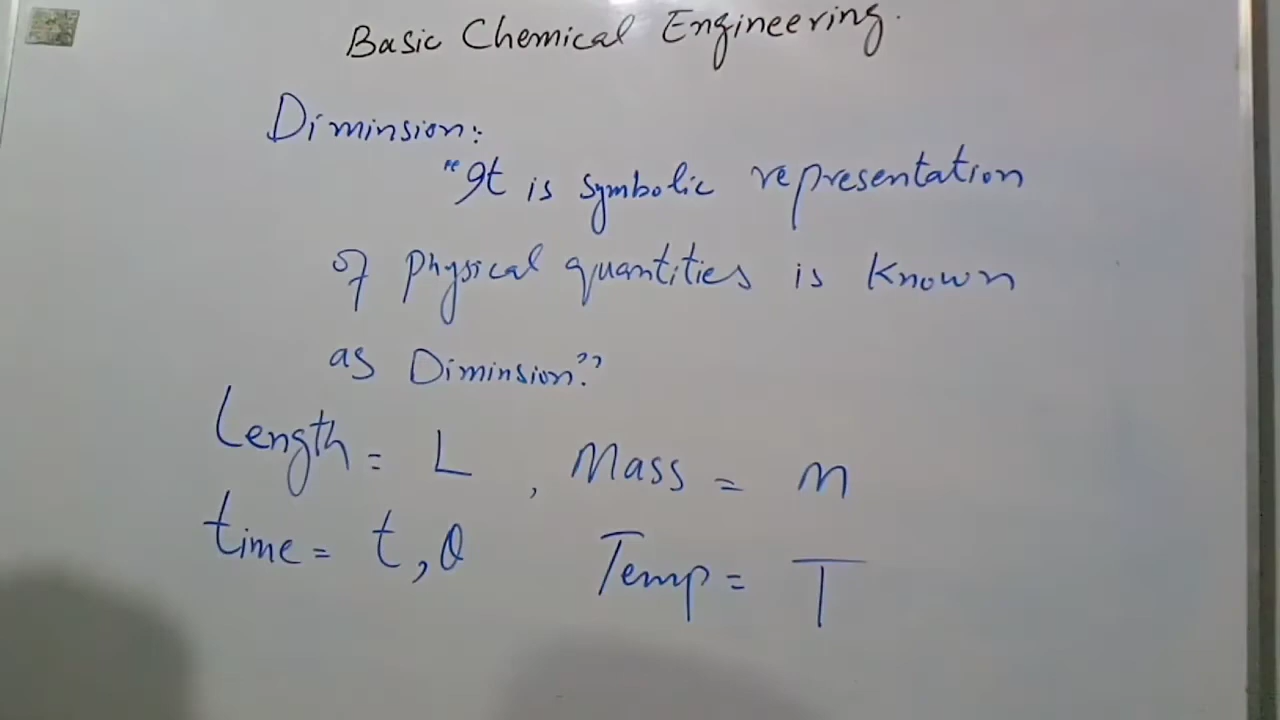 Basic Chemical Engineering.
Diminsion:
"It is symbolic representation
of physical quantities is known
as Diminsion."
Length = L , Mass = m
time = t, θ Temp = T